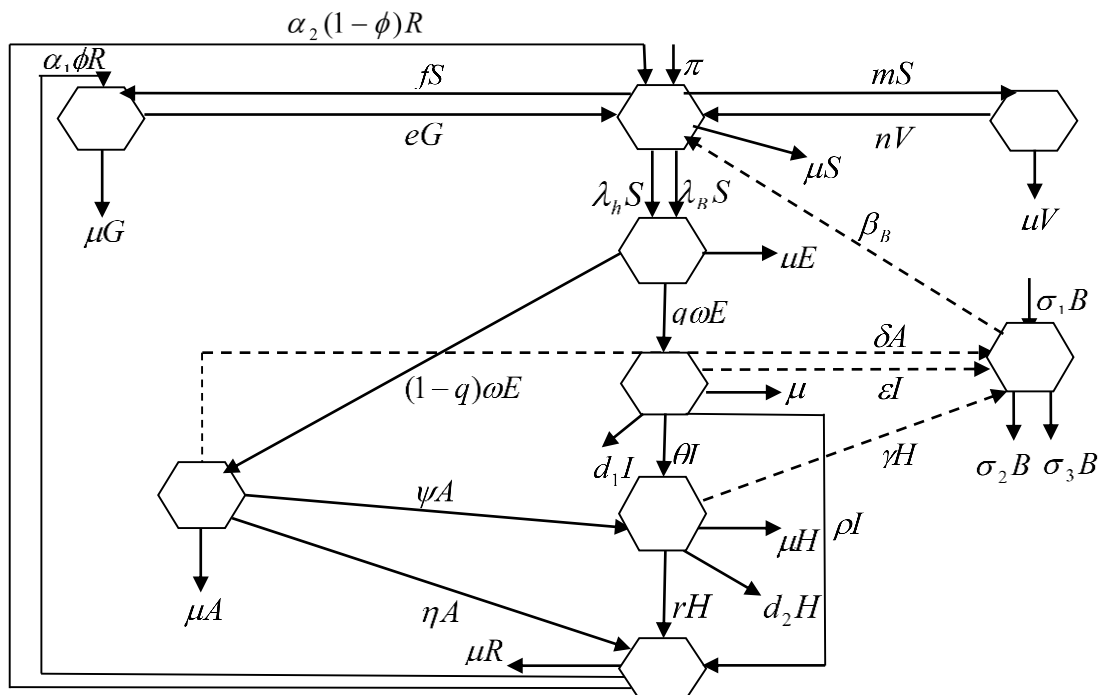 α₂(1 − ϕ)R
α₁ϕR
π
fS
mS
eG
nV
μS
λₕS
λ_B S
μG
μV
β_B
μE
σ₁B
qωE
δA
(1 − q)ωE
μ
εI
d₁I
θI
γH
σ₂B
σ₃B
ψA
μH
ρI
μA
ηA
rH
d₂H
μR